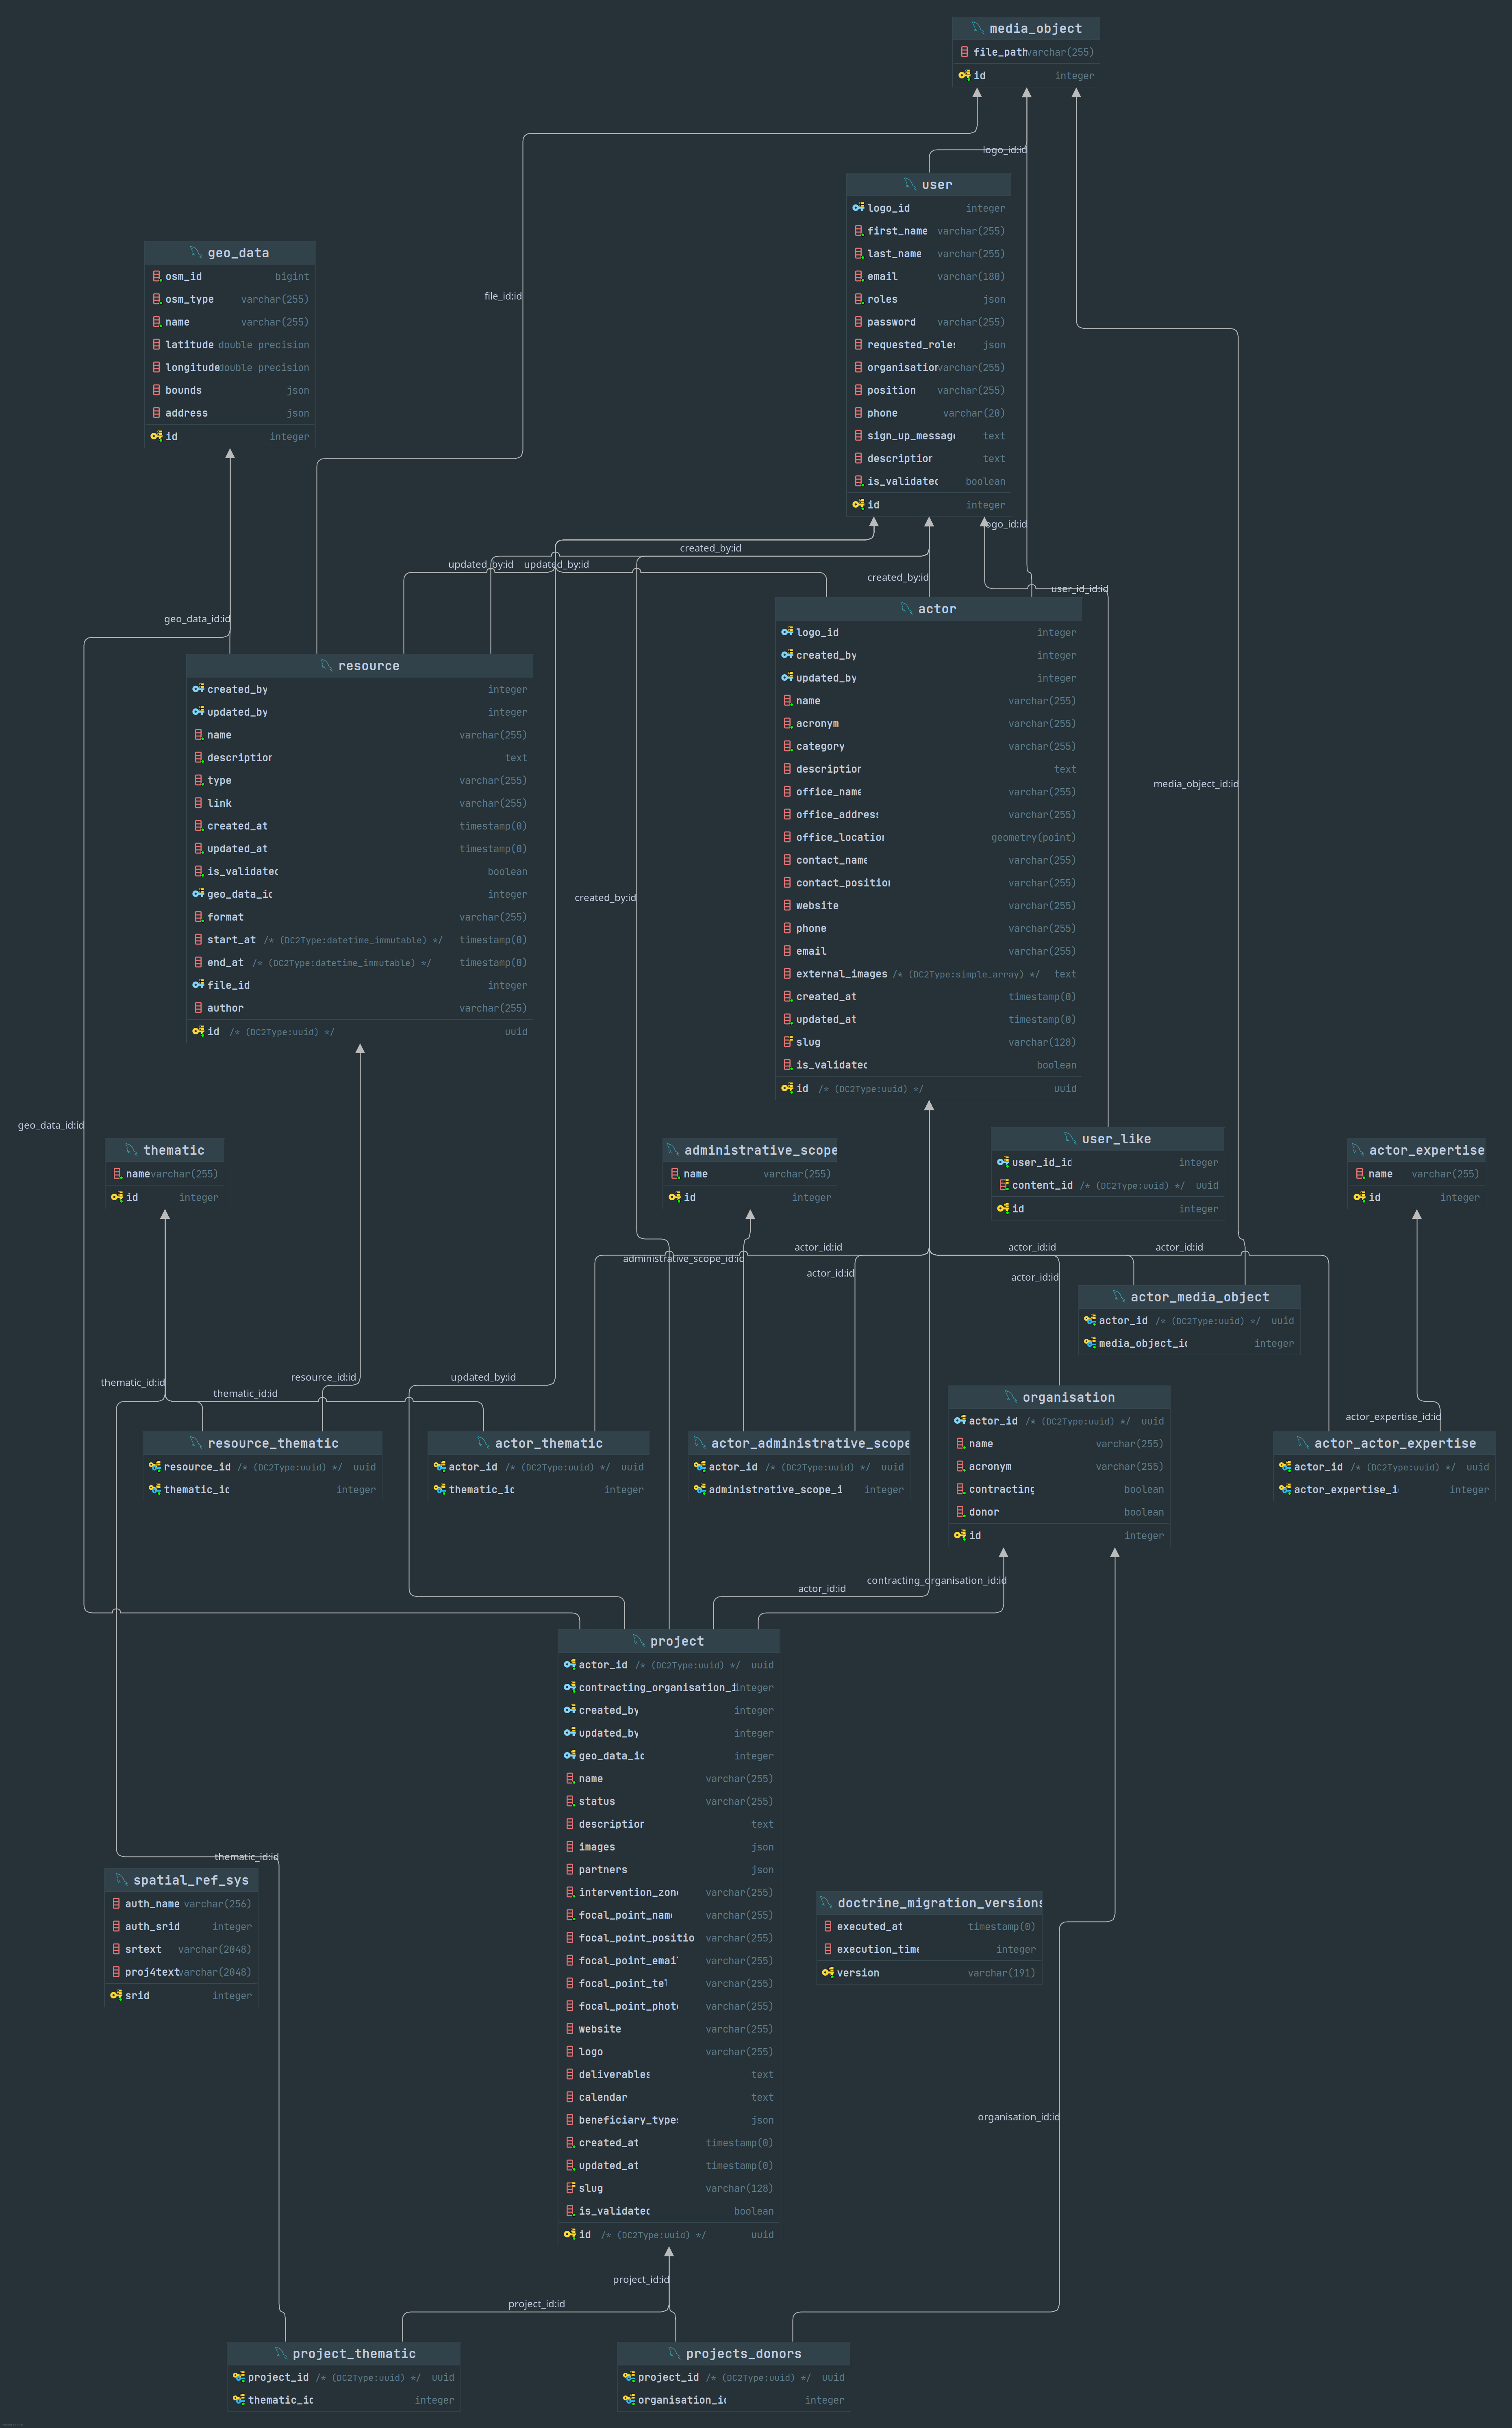 media_object
file_path varchar(255)
id integer
logo_id:id
user
logo_id integer
first_name varchar(255)
last_name varchar(255)
email varchar(180)
roles json
password varchar(255)
requested_roles json
organisation varchar(255)
position varchar(255)
phone varchar(20)
sign_up_message text
description text
is_validated boolean
id integer
geo_data
osm_id bigint
osm_type varchar(255)
name varchar(255)
latitude double precision
longitude double precision
bounds json
address json
id integer
file_id:id
logo_id:id
created_by:id
updated_by:id updated_by:id
created_by:id
user_id_id:id
geo_data_id:id
actor
logo_id integer
created_by integer
updated_by integer
name varchar(255)
acronym varchar(255)
category varchar(255)
description text
office_name varchar(255)
office_address varchar(255)
office_location geometry(point)
contact_name varchar(255)
contact_position varchar(255)
website varchar(255)
phone varchar(255)
email varchar(255)
external_images /* (DC2Type:simple_array) */ text
created_at timestamp(0)
updated_at timestamp(0)
slug varchar(128)
is_validated boolean
id /* (DC2Type:uuid) */ uuid
resource
created_by integer
updated_by integer
name varchar(255)
description text
type varchar(255)
link varchar(255)
created_at timestamp(0)
updated_at timestamp(0)
is_validated boolean
geo_data_id integer
format varchar(255)
start_at /* (DC2Type:datetime_immutable) */ timestamp(0)
end_at /* (DC2Type:datetime_immutable) */ timestamp(0)
file_id integer
author varchar(255)
id /* (DC2Type:uuid) */ uuid
media_object_id:id
created_by:id
geo_data_id:id
thematic
name varchar(255)
id integer
administrative_scope
name varchar(255)
id integer
user_like
user_id_id integer
content_id /* (DC2Type:uuid) */ uuid
id integer
actor_expertise
name varchar(255)
id integer
actor_id:id actor_id:id actor_id:id
administrative_scope_id:id
actor_id:id
actor_id:id
actor_media_object
actor_id /* (DC2Type:uuid) */ uuid
media_object_id integer
thematic_id:id
resource_id:id
updated_by:id
thematic_id:id
actor_expertise_id:id
organisation
actor_id /* (DC2Type:uuid) */ uuid
name varchar(255)
acronym varchar(255)
contracting boolean
donor boolean
id integer
resource_thematic
resource_id /* (DC2Type:uuid) */ uuid
thematic_id integer
actor_thematic
actor_id /* (DC2Type:uuid) */ uuid
thematic_id integer
actor_administrative_scope
actor_id /* (DC2Type:uuid) */ uuid
administrative_scope_i integer
actor_actor_expertise
actor_id /* (DC2Type:uuid) */ uuid
actor_expertise_i integer
contracting_organisation_id:id
actor_id:id
project
actor_id /* (DC2Type:uuid) */ uuid
contracting_organisation_i integer
created_by integer
updated_by integer
geo_data_id integer
name varchar(255)
status varchar(255)
description text
images json
partners json
intervention_zone varchar(255)
focal_point_name varchar(255)
focal_point_positio varchar(255)
focal_point_email varchar(255)
focal_point_tel varchar(255)
focal_point_photo varchar(255)
website varchar(255)
logo varchar(255)
deliverables text
calendar text
beneficiary_types json
created_at timestamp(0)
updated_at timestamp(0)
slug varchar(128)
is_validated boolean
id /* (DC2Type:uuid) */ uuid
thematic_id:id
spatial_ref_sys
auth_name varchar(256)
auth_srid integer
srtext varchar(2048)
proj4text varchar(2048)
srid integer
doctrine_migration_versions
executed_at timestamp(0)
execution_time integer
version varchar(191)
organisation_id:id
project_id:id
project_id:id
project_thematic
project_id /* (DC2Type:uuid) */ uuid
thematic_id integer
projects_donors
project_id /* (DC2Type:uuid) */ uuid
organisation_id integer